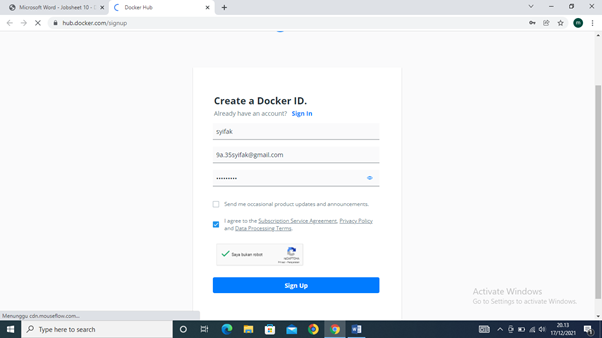 Microsoft Word - Jobsheet 10 - D
Docker Hub
hub.docker.com/signup
m
Create a Docker ID.
Already have an account? Sign In
syifak
9a.35syifak@gmail.com
•••••••••
Send me occasional product updates and announcements.
I agree to the Subscription Service Agreement, Privacy Policy
and Data Processing Terms.
Saya bukan robot
reCAPTCHA
Sign Up
Activate Windows
Go to Settings to activate Windows.
Menunggu cdn.mouseflow.com...
Type here to search
20.13
17/12/2021